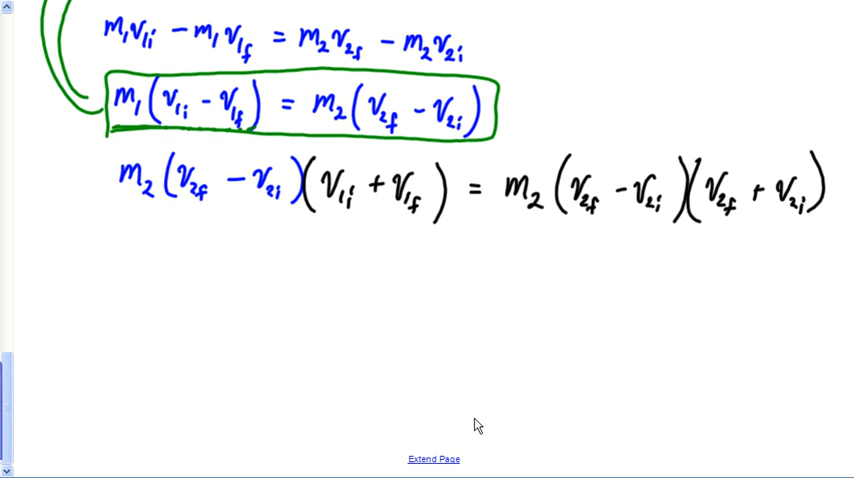 m₁v₁ᵢ - m₁v₁f = m₂v₂f - m₂v₂ᵢ
m₁(v₁ᵢ - v₁f) = m₂(v₂f - v₂ᵢ)
m₂(v₂f - v₂ᵢ)(v₁ᵢ + v₁f) = m₂(v₂f - v₂ᵢ)(v₂f + v₂ᵢ)
Extend Page